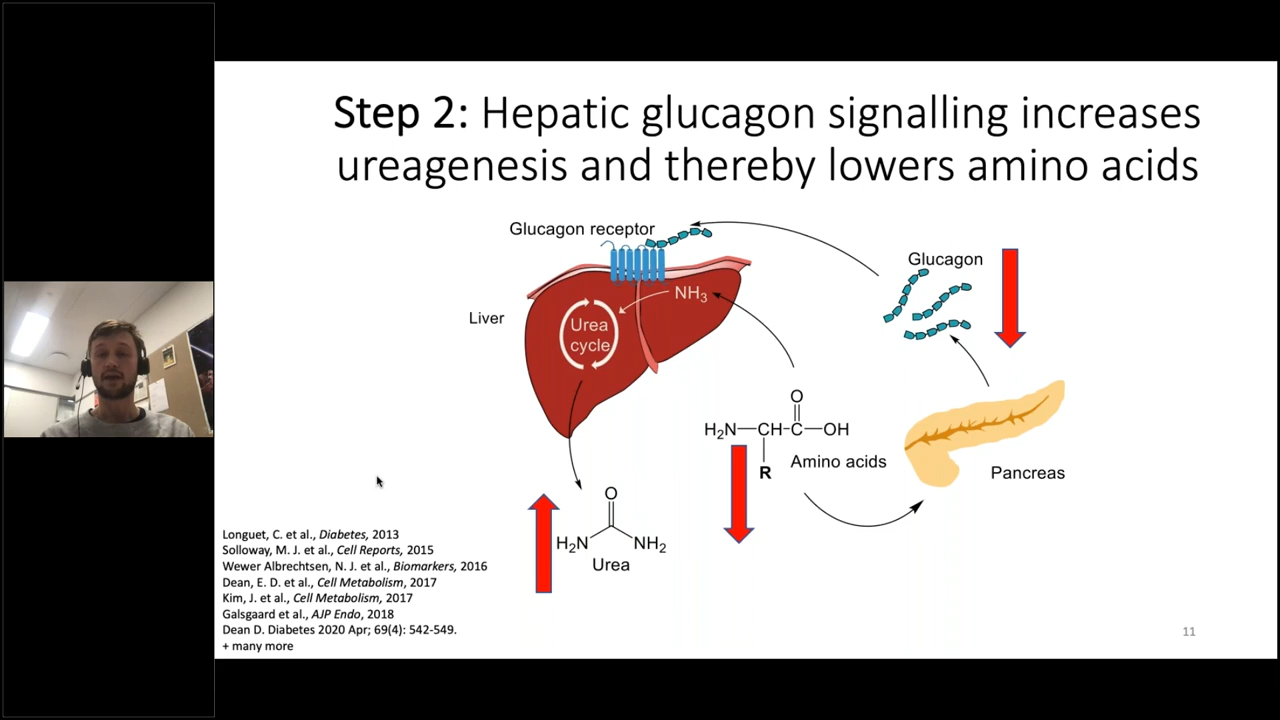 Step 2: Hepatic glucagon signalling increases
ureagenesis and thereby lowers amino acids
Glucagon receptor
Glucagon
Liver
NH3
Urea
cycle
O
H2N—CH—C—OH
R
Amino acids
Pancreas
O
H2N
NH2
Urea
Longuet, C. et al., Diabetes, 2013
Solloway, M. J. et al., Cell Reports, 2015
Wewer Albrechtsen, N. J. et al., Biomarkers, 2016
Dean, E. D. et al., Cell Metabolism, 2017
Kim, J. et al., Cell Metabolism, 2017
Galsgaard et al., AJP Endo, 2018
Dean D. Diabetes 2020 Apr; 69(4): 542-549.
+ many more
11